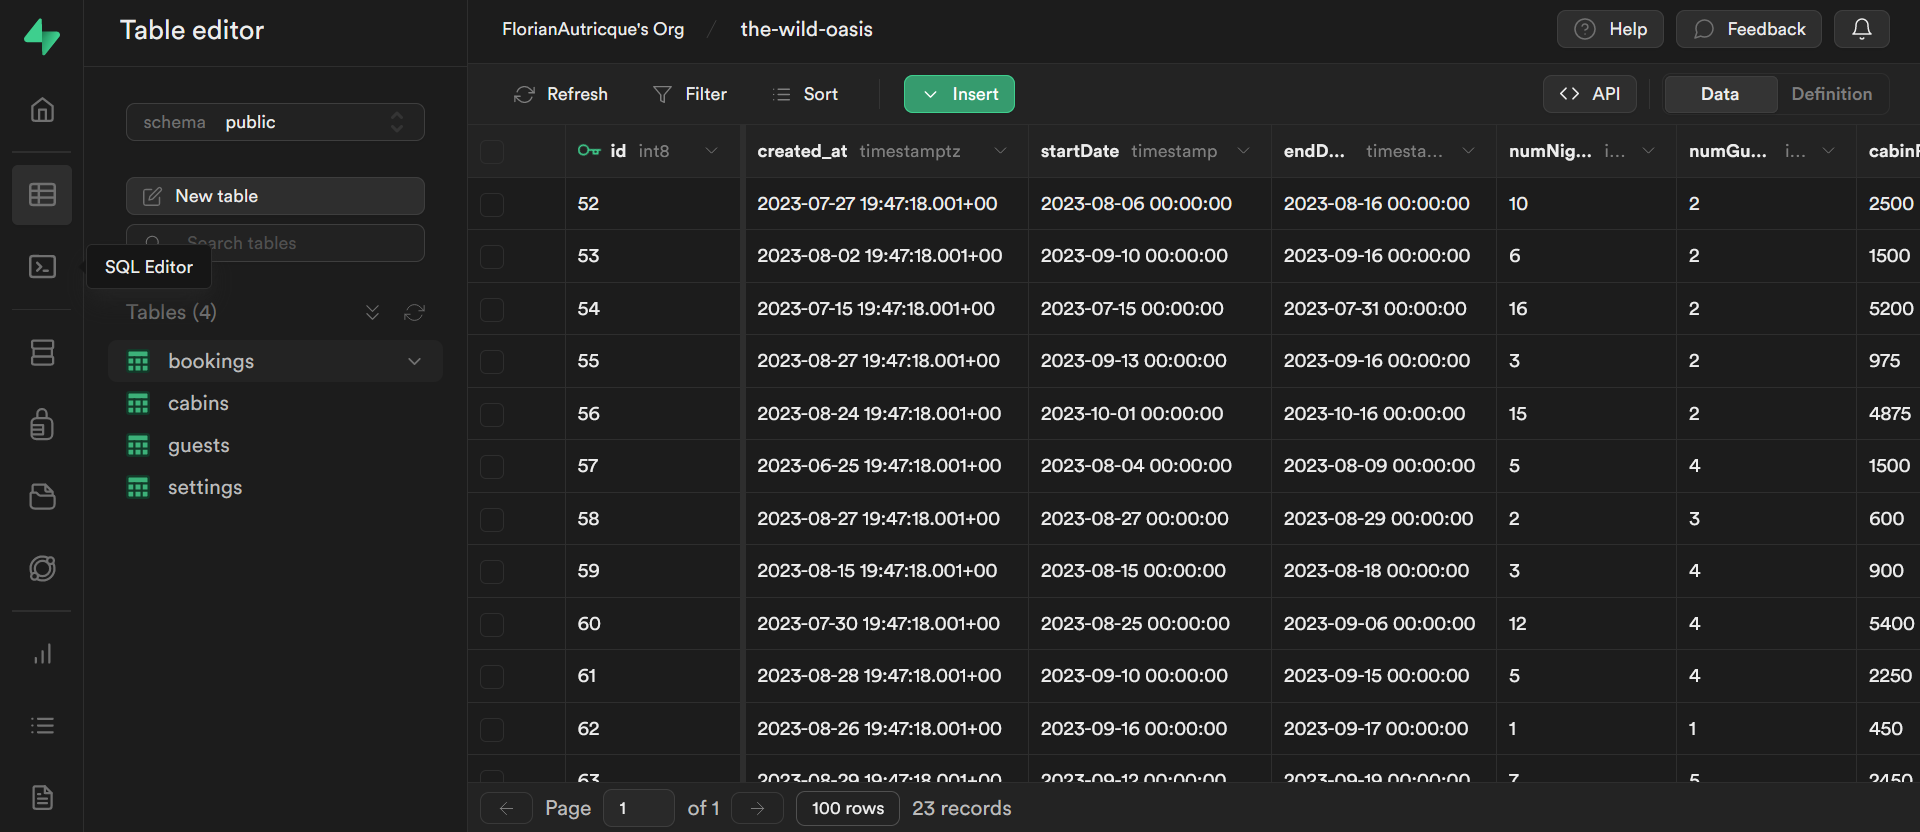 Table editor
FlorianAutricque's Org / the-wild-oasis
Help
Feedback
Refresh
Filter
Sort
Insert
<> API
Data
Definition
schema public
New table
Search tables
SQL Editor
Tables (4)
bookings
cabins
guests
settings
id int8 created_at timestamptz startDate timestamp endD... timesta... numNig... i... numGu... i...
52 2023-07-27 19:47:18.001+00 2023-08-06 00:00:00 2023-08-16 00:00:00 10 2 2500
53 2023-08-02 19:47:18.001+00 2023-09-10 00:00:00 2023-09-16 00:00:00 6 2 1500
54 2023-07-15 19:47:18.001+00 2023-07-15 00:00:00 2023-07-31 00:00:00 16 2 5200
55 2023-08-27 19:47:18.001+00 2023-09-13 00:00:00 2023-09-16 00:00:00 3 2 975
56 2023-08-24 19:47:18.001+00 2023-10-01 00:00:00 2023-10-16 00:00:00 15 2 4875
57 2023-06-25 19:47:18.001+00 2023-08-04 00:00:00 2023-08-09 00:00:00 5 4 1500
58 2023-08-27 19:47:18.001+00 2023-08-27 00:00:00 2023-08-29 00:00:00 2 3 600
59 2023-08-15 19:47:18.001+00 2023-08-15 00:00:00 2023-08-18 00:00:00 3 4 900
60 2023-07-30 19:47:18.001+00 2023-08-25 00:00:00 2023-09-06 00:00:00 12 4 5400
61 2023-08-28 19:47:18.001+00 2023-09-10 00:00:00 2023-09-15 00:00:00 5 4 2250
62 2023-08-26 19:47:18.001+00 2023-09-16 00:00:00 2023-09-17 00:00:00 1 1 450
63 2023-08-29 19:47:18.001+00 2023-09-12 00:00:00 2023-09-19 00:00:00 7 5 2450
Page 1 of 1 100 rows 23 records